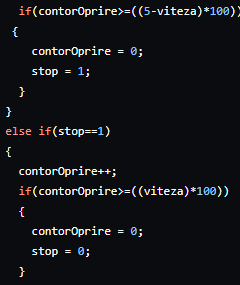 if(contorOprire>=((5-viteza)*100))
{
contorOprire = 0;
stop = 1;
}
}
else if(stop==1)
{
contorOprire++;
if(contorOprire>=((viteza)*100))
{
contorOprire = 0;
stop = 0;
}